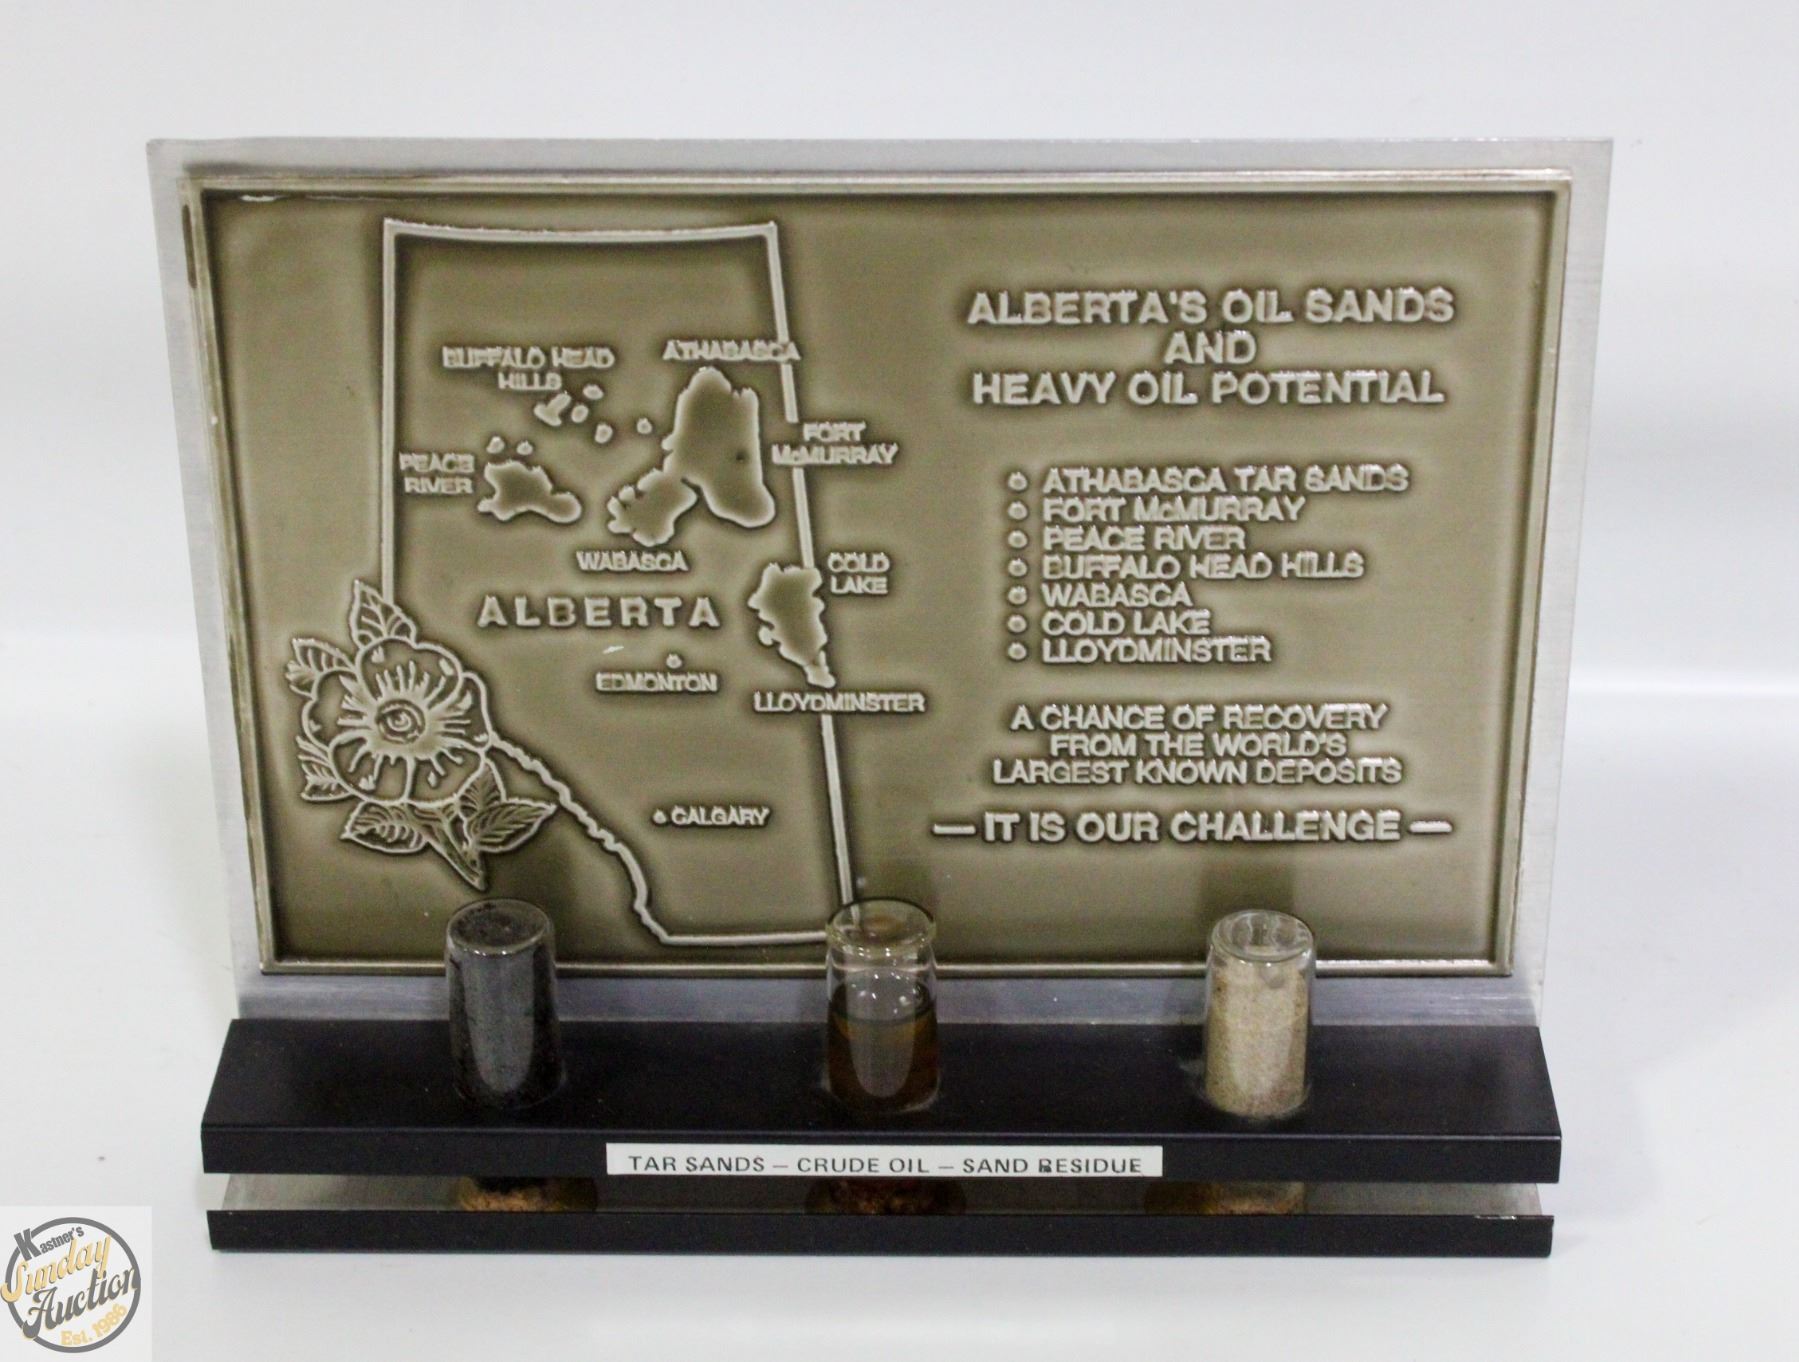 ALBERTA'S OIL SANDS
AND
HEAVY OIL POTENTIAL
ATHABASCA TAR SANDS
FORT McMURRAY
PEACE RIVER
BUFFALO HEAD HILLS
WABASCA
COLD LAKE
LLOYDMINSTER
A CHANCE OF RECOVERY
FROM THE WORLD'S
LARGEST KNOWN DEPOSITS
— IT IS OUR CHALLENGE —
BUFFALO HEAD
HILLS
ATHABASCA
FORT
McMURRAY
PEACE
RIVER
WABASCA
COLD
LAKE
ALBERTA
EDMONTON
LLOYDMINSTER
CALGARY
TAR SANDS – CRUDE OIL – SAND RESIDUE
Kastner's
Sunday
Auction
Est. 1986